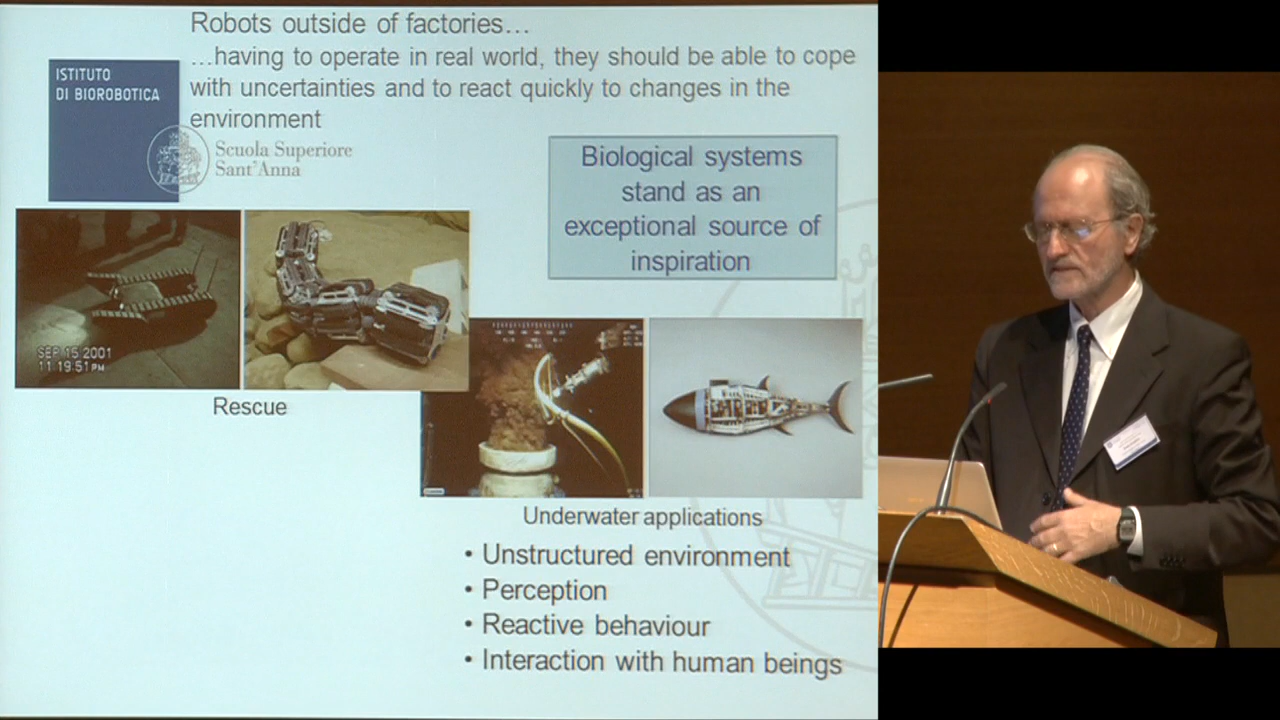 Robots outside of factories…
…having to operate in real world, they should be able to cope
with uncertainties and to react quickly to changes in the
environment
ISTITUTO
DI BIOROBOTICA
Scuola Superiore
Sant'Anna
Biological systems
stand as an
exceptional source of
inspiration
SEP 15 2001
11:19:51PM
Rescue
Underwater applications
• Unstructured environment
• Perception
• Reactive behaviour
• Interaction with human beings